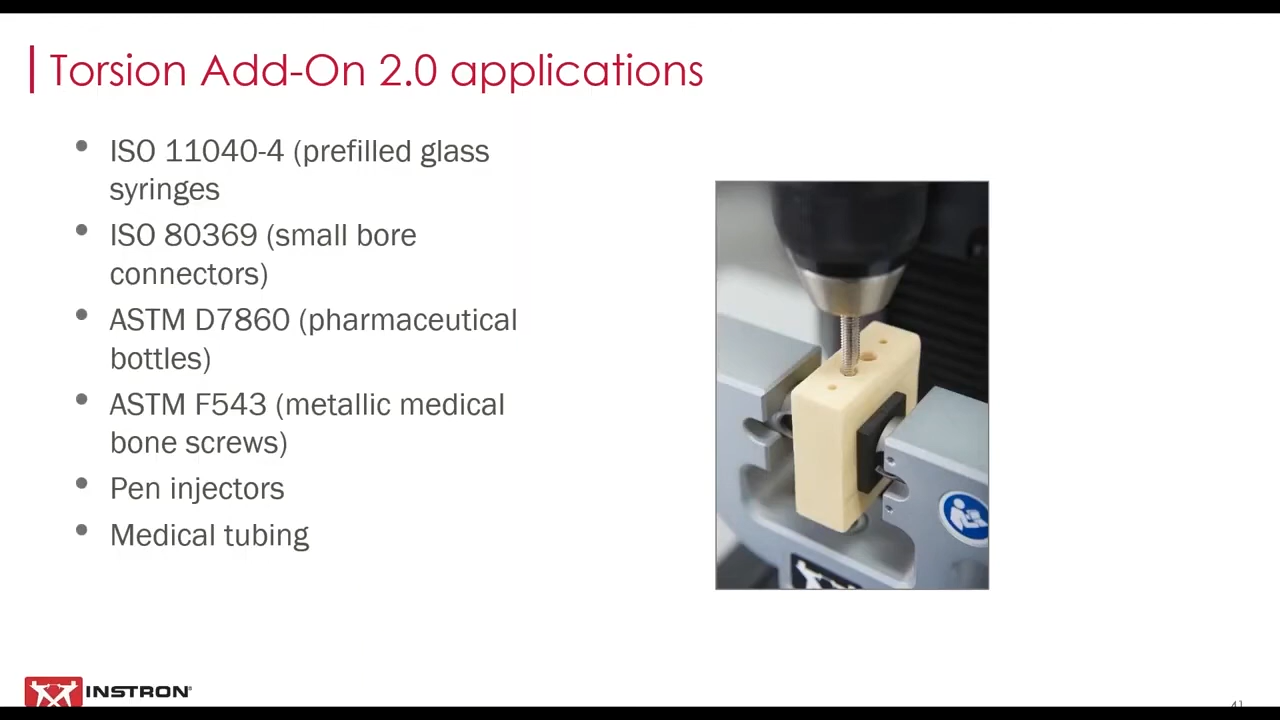 Torsion Add-On 2.0 applications
• ISO 11040-4 (prefilled glass
syringes
• ISO 80369 (small bore
connectors)
• ASTM D7860 (pharmaceutical
bottles)
• ASTM F543 (metallic medical
bone screws)
• Pen injectors
• Medical tubing
INSTRON®